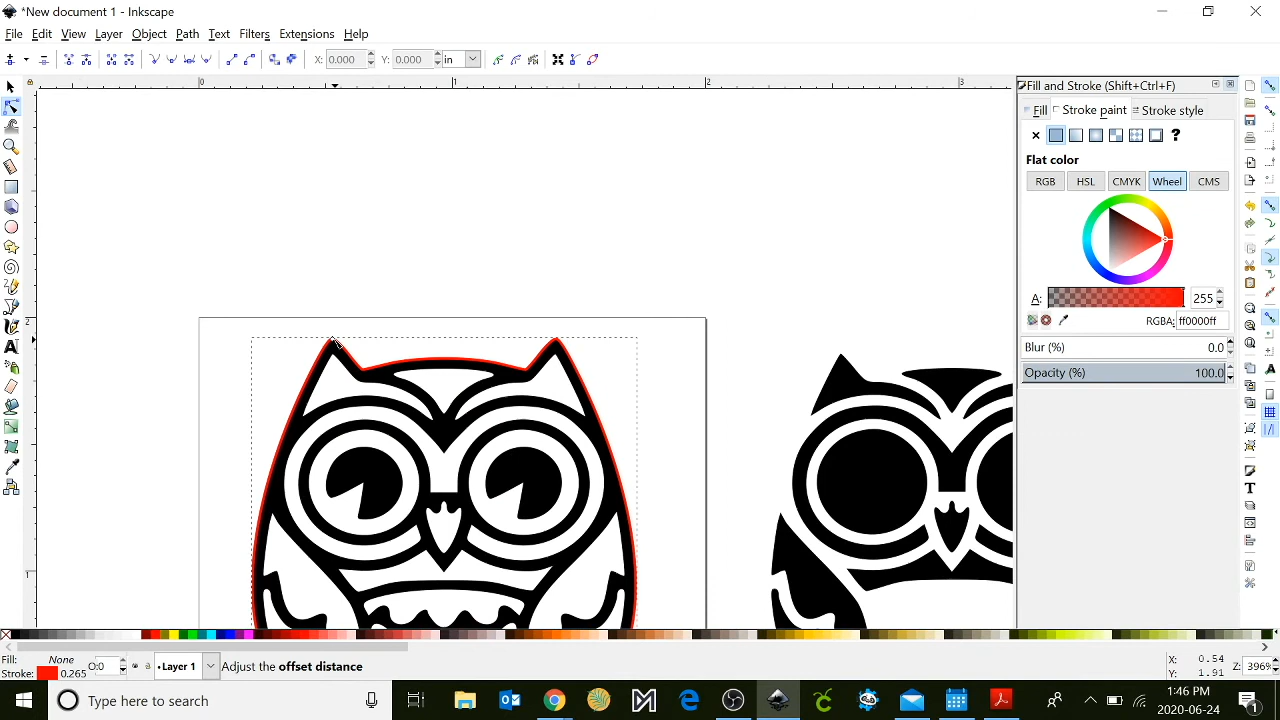 *New document 1 - Inkscape
File Edit View Layer Object Path Text Filters Extensions Help
X: 0.000 Y: 0.000 in
0 1 2 3
Fill and Stroke (Shift+Ctrl+F)
Fill Stroke paint Stroke style
?
Flat color
RGB HSL CMYK Wheel CMS
A: 255
RGBA: ff0000ff
Blur (%) 0.0
Opacity (%) 100.0
2
1
Fill: None
Stroke: 0.265
O: 0
•Layer 1
Adjust the offset distance
X: 0.54
Y: 1.91
Z: 396%
Type here to search
1:46 PM
2020-06-24
1